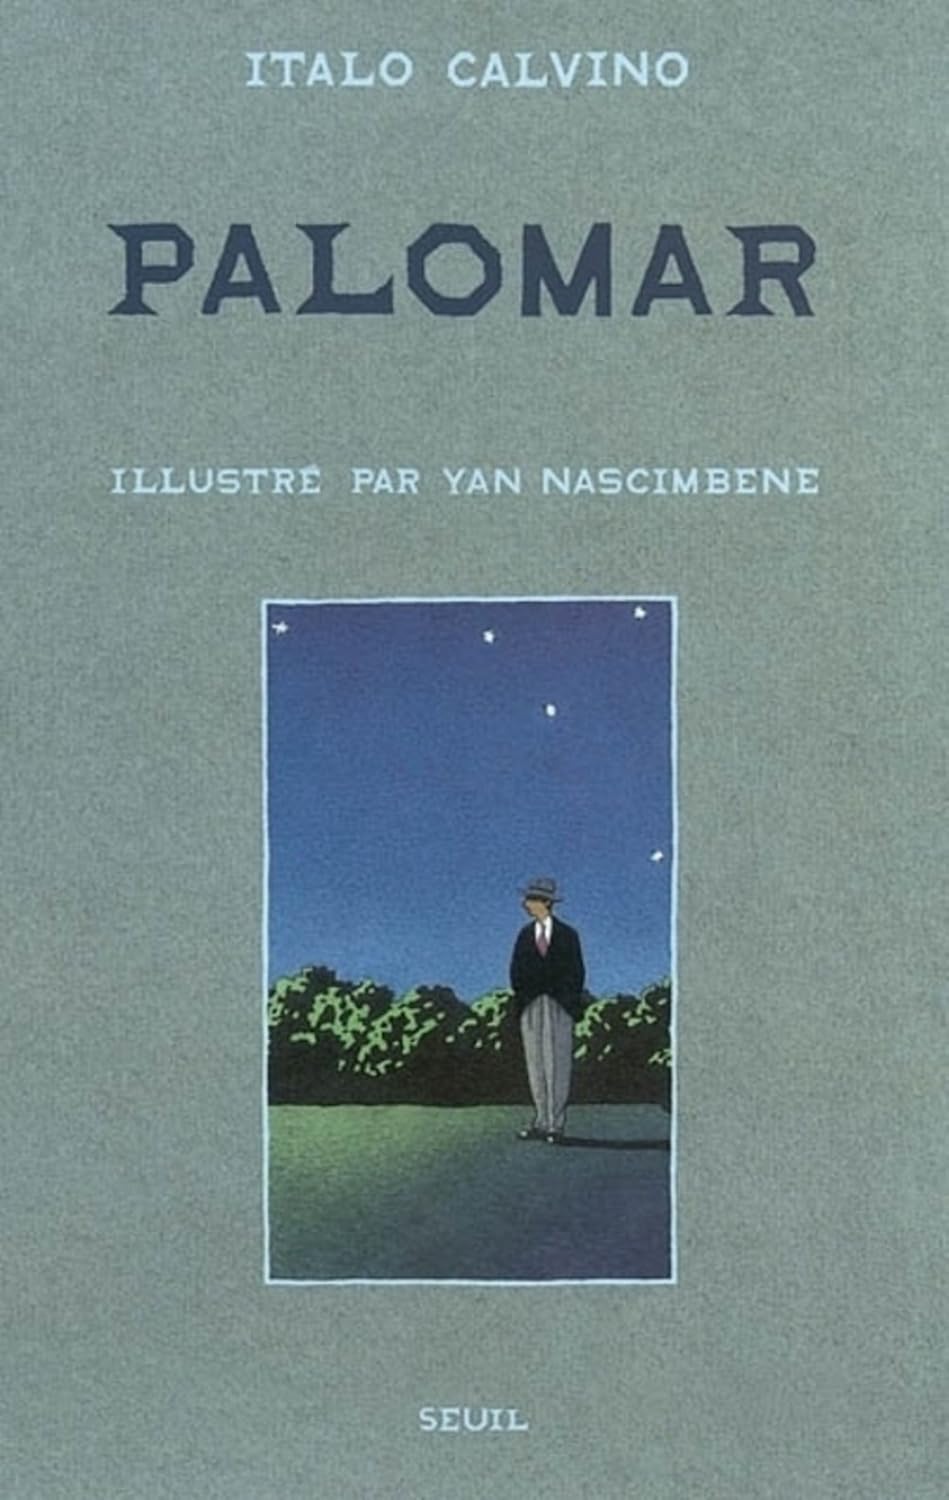 ITALO CALVINO
PALOMAR
ILLUSTRÉ PAR YAN NASCIMBENE
SEUIL